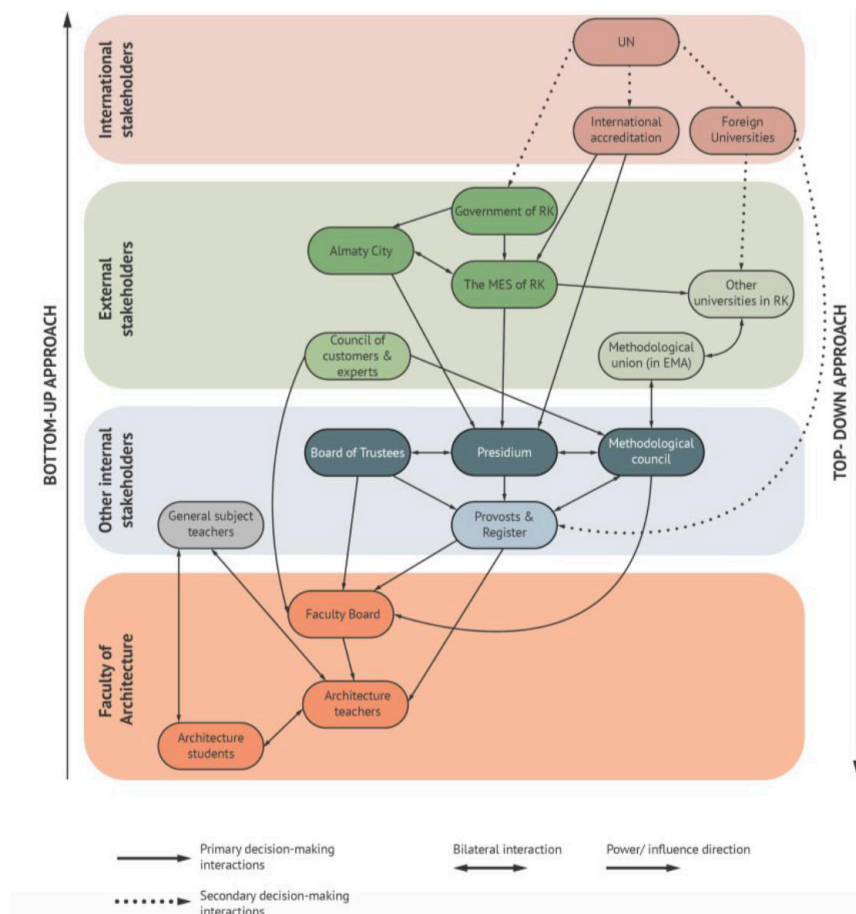 BOTTOM-UP APPROACH
TOP- DOWN APPROACH
International
stakeholders
UN
International
accreditation
Foreign
Universities
External
stakeholders
Government of RK
Almaty City
The MES of RK
Other
universities in RK
Council of
customers &
experts
Methodological
union (in EMA)
Other internal
stakeholders
Board of Trustees
Presidium
Methodological
council
General subject
teachers
Provosts &
Register
Faculty of
Architecture
Faculty Board
Architecture
teachers
Architecture
students
Primary decision-making
interactions
Bilateral interaction
Power/ influence direction
Secondary decision-making
interactions